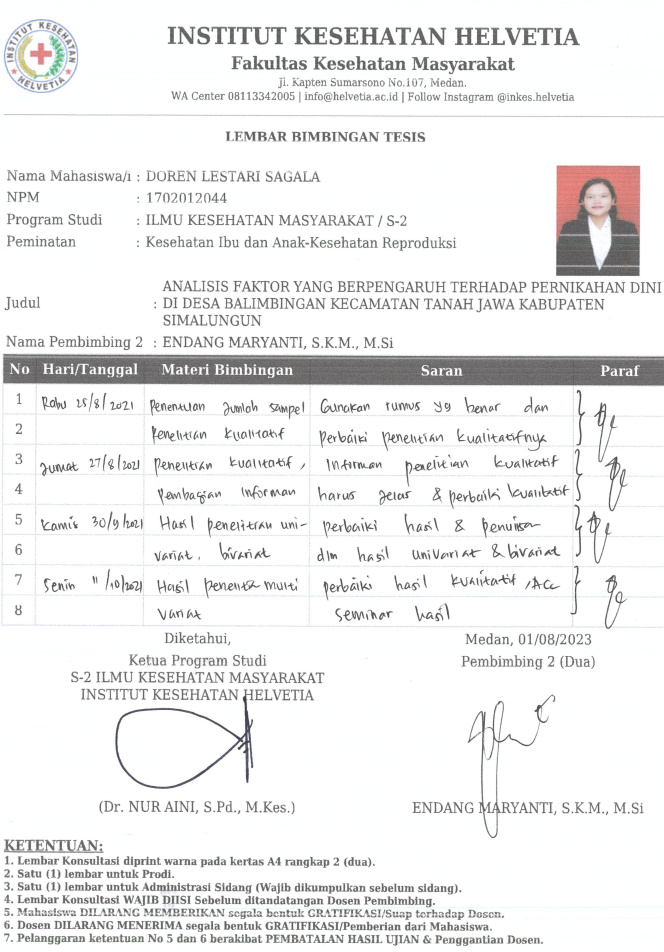 INSTITUT KESEHATAN
HELVETIA
INSTITUT KESEHATAN HELVETIA
Fakultas Kesehatan Masyarakat
Jl. Kapten Sumarsono No.107, Medan.
WA Center 08113342005 | info@helvetia.ac.id | Follow Instagram @inkes.helvetia
LEMBAR BIMBINGAN TESIS
Nama Mahasiswa/i : DOREN LESTARI SAGALA
NPM : 1702012044
Program Studi : ILMU KESEHATAN MASYARAKAT / S-2
Peminatan : Kesehatan Ibu dan Anak-Kesehatan Reproduksi
ANALISIS FAKTOR YANG BERPENGARUH TERHADAP PERNIKAHAN DINI
Judul : DI DESA BALIMBINGAN KECAMATAN TANAH JAWA KABUPATEN
SIMALUNGUN
Nama Pembimbing 2 : ENDANG MARYANTI, S.K.M., M.Si
No Hari/Tanggal Materi Bimbingan Saran Paraf
1 Rabu 25/8/2021 Penentuan Jumlah sampel Gunakan rumus yg benar dan
2 Penelitian kualitatif perbaiki penelitian kualitatifnya
3 Jumat 27/8/2021 penelitian kualitatif, Informan penelitian kualitatif
4 Pembagian Informan harus jelas & perbaiki kualitatif
5 Kamis 30/9/2021 Hasil penelitian uni- perbaiki hasil & penulisan
6 variat, bivariat dlm hasil univariat & bivariat
7 Senin 11/10/2021 Hasil penelitia multi perbaiki hasil kualitatif, Acc
8 variat seminar hasil
Diketahui, Medan, 01/08/2023
Ketua Program Studi Pembimbing 2 (Dua)
S-2 ILMU KESEHATAN MASYARAKAT
INSTITUT KESEHATAN HELVETIA
(Dr. NUR AINI, S.Pd., M.Kes.) ENDANG MARYANTI, S.K.M., M.Si
KETENTUAN:
1. Lembar Konsultasi diprint warna pada kertas A4 rangkap 2 (dua).
2. Satu (1) lembar untuk Prodi.
3. Satu (1) lembar untuk Administrasi Sidang (Wajib dikumpulkan sebelum sidang).
4. Lembar Konsultasi WAJIB DIISI Sebelum ditandatangan Dosen Pembimbing.
5. Mahasiswa DILARANG MEMBERIKAN segala bentuk GRATIFIKASI/Suap terhadap Dosen.
6. Dosen DILARANG MENERIMA segala bentuk GRATIFIKASI/Pemberian dari Mahasiswa.
7. Pelanggaran ketentuan No 5 dan 6 berakibat PEMBATALAN HASIL UJIAN & Penggantian Dosen.